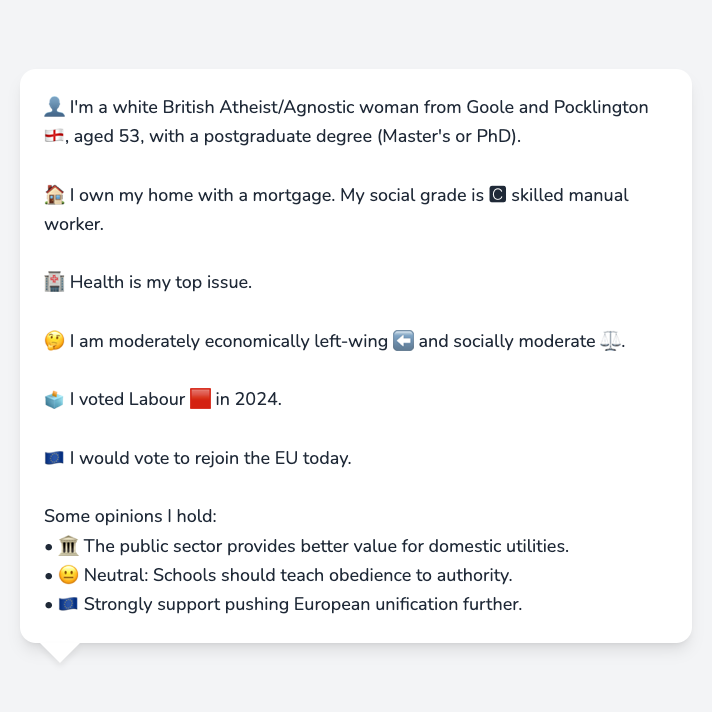 👤 I'm a white British Atheist/Agnostic woman from Goole and Pocklington
🏴󠁧󠁢󠁥󠁮󠁧󠁿, aged 53, with a postgraduate degree (Master's or PhD).
🏠 I own my home with a mortgage. My social grade is 🅲 skilled manual
worker.
🏥 Health is my top issue.
🤔 I am moderately economically left-wing ⬅️ and socially moderate ⚖️.
🗳️ I voted Labour 🟥 in 2024.
🇪🇺 I would vote to rejoin the EU today.
Some opinions I hold:
• 🏛️ The public sector provides better value for domestic utilities.
• 😐 Neutral: Schools should teach obedience to authority.
• 🇪🇺 Strongly support pushing European unification further.